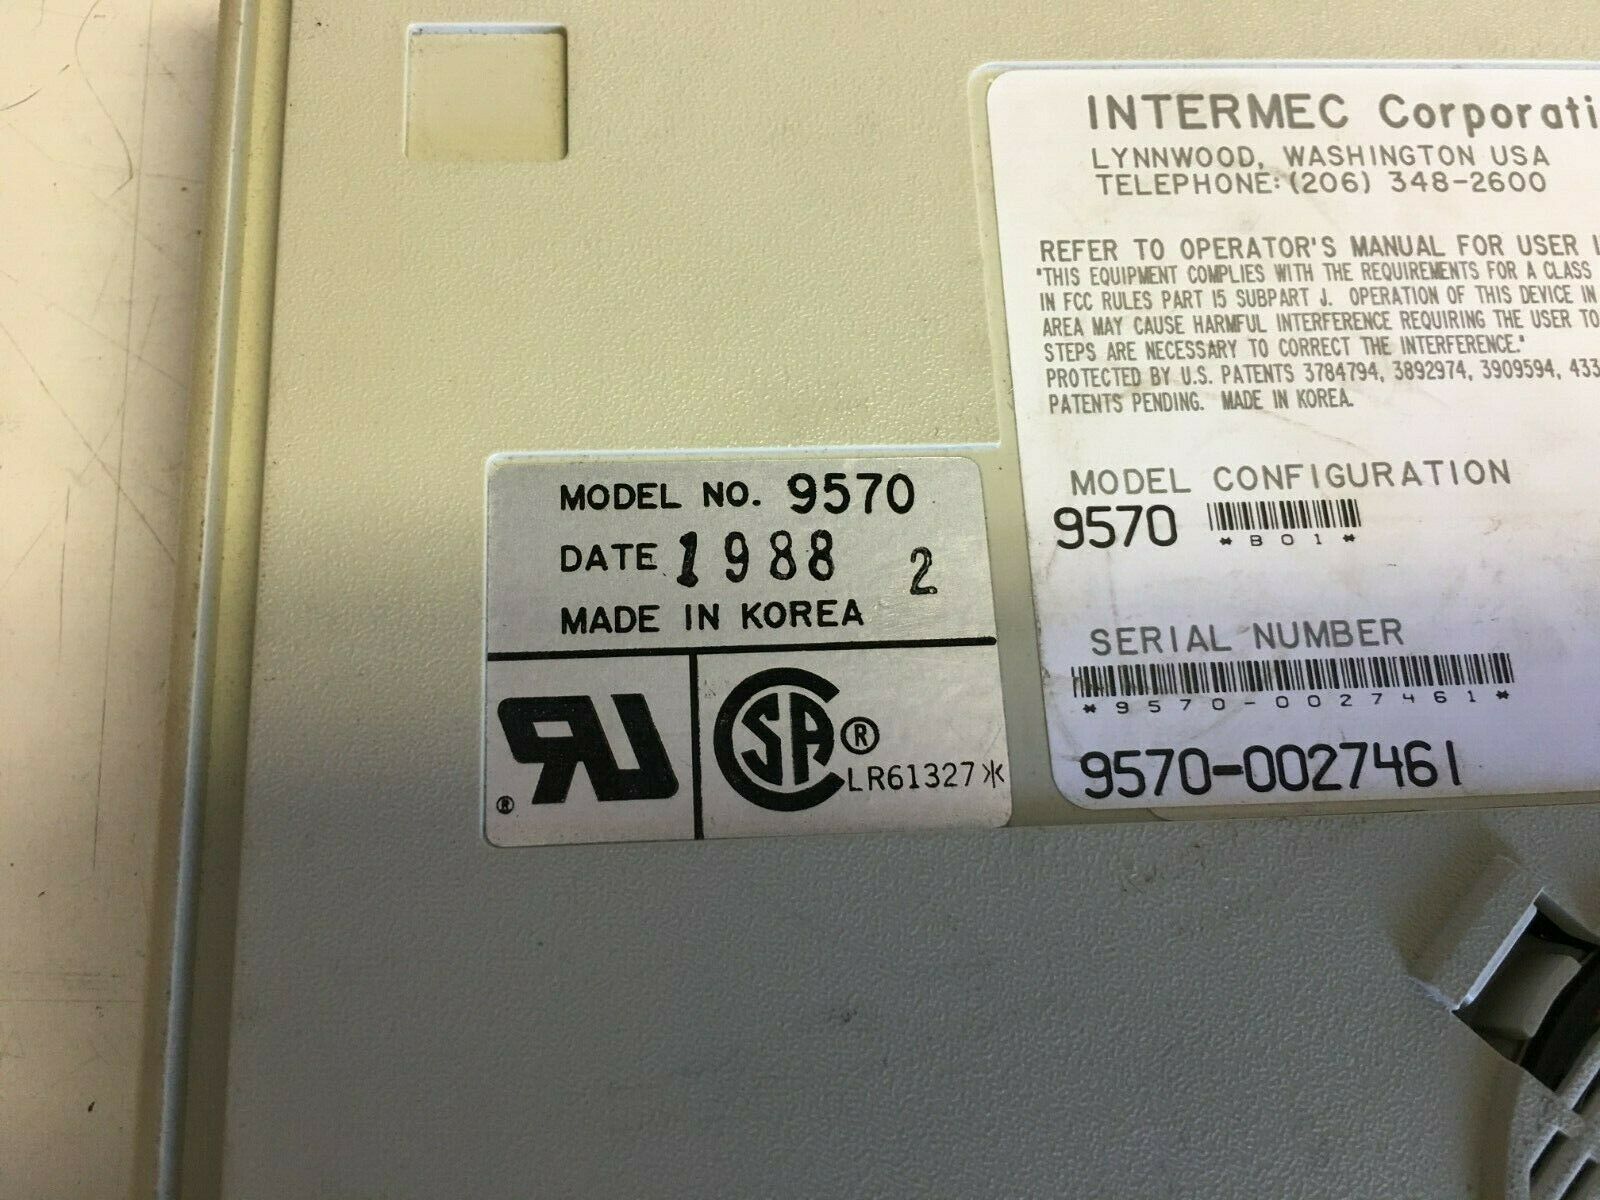 INTERMEC Corporati
LYNNWOOD, WASHINGTON USA
TELEPHONE: (206) 348-2600
REFER TO OPERATOR'S MANUAL FOR USER I
"THIS EQUIPMENT COMPLIES WITH THE REQUIREMENTS FOR A CLASS
IN FCC RULES PART 15 SUBPART J. OPERATION OF THIS DEVICE IN
AREA MAY CAUSE HARMFUL INTERFERENCE REQUIRING THE USER TO
STEPS ARE NECESSARY TO CORRECT THE INTERFERENCE."
PROTECTED BY U.S. PATENTS 3784794, 3892974, 3909594, 433
PATENTS PENDING. MADE IN KOREA.
MODEL CONFIGURATION
9570
*B01*
SERIAL NUMBER
*9570-0027461*
9570-0027461
MODEL NO. 9570
DATE 1988 2
MADE IN KOREA
RU ®
CSA ®
LR61327